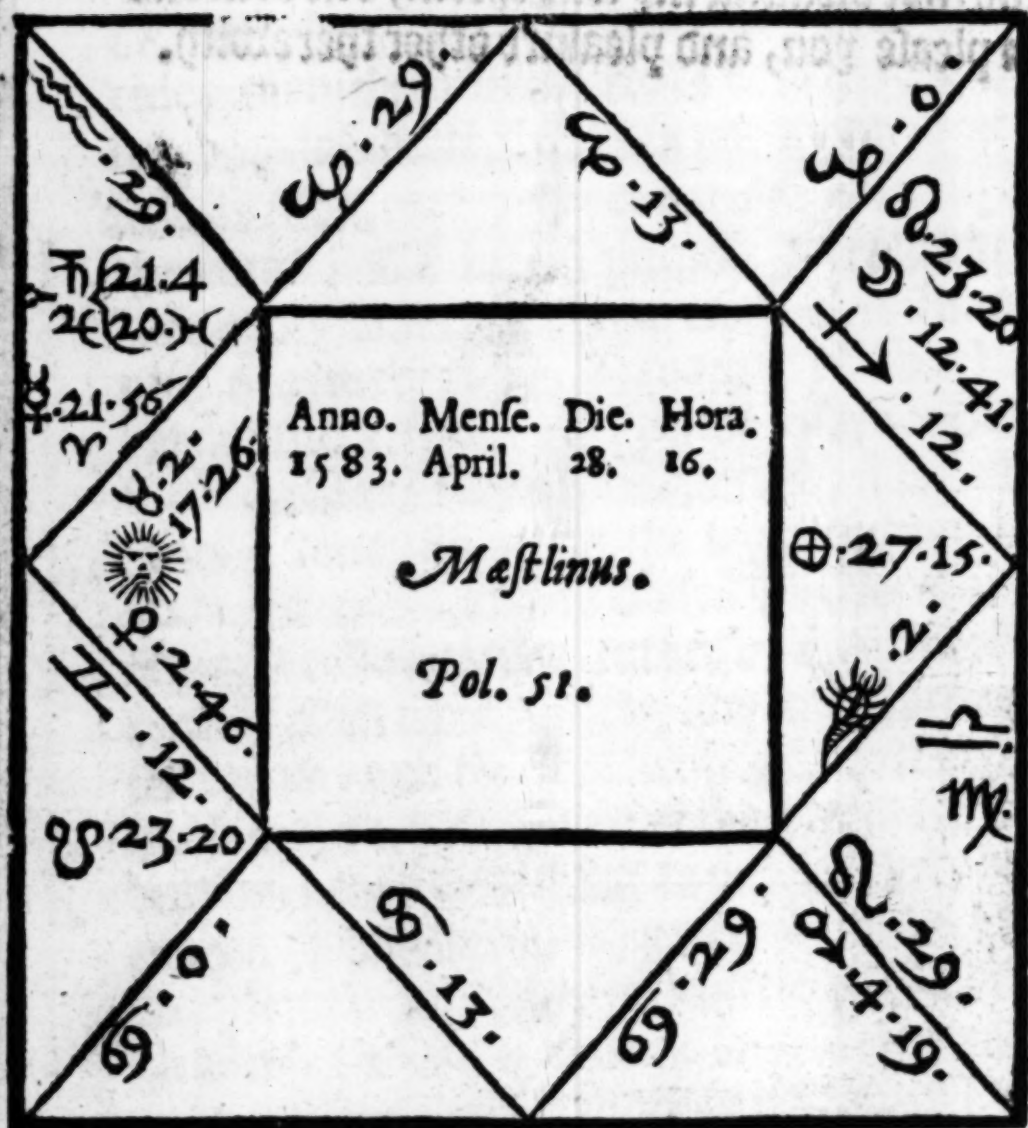 ♑︎ . 29 .
♑︎ . 13 .
♑︎ . 0 .
♒︎ . 29 .
♄ 21 . 4
♃ 20 .
☿ . 21 . 56
♈︎
☊ . 23 . 20
☽ . 12 . 41 .
♐︎ . 12 .
♉︎ . 2 .
17 . 26 .
♀ . 2 . 46 .
Anno. Menſe. Die. Hora.
1583. April. 28. 16.
Mæſtlinus.
Pol. 51.
⊕ . 27 . 15 .
♏︎ . 2 .
♊︎ . 12 .
☋ 23 . 20
♋︎ . 0 .
♋︎ . 13 .
♋︎ . 29 .
♎︎
♍︎
♌︎ . 29 .
♂ . 4 . 19 .